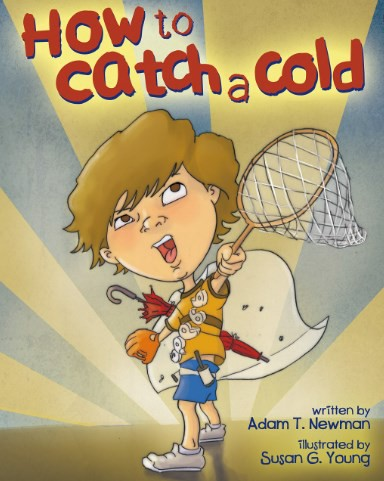 How to
catch a cold
written by
Adam T. Newman
illustrated by
Susan G. Young